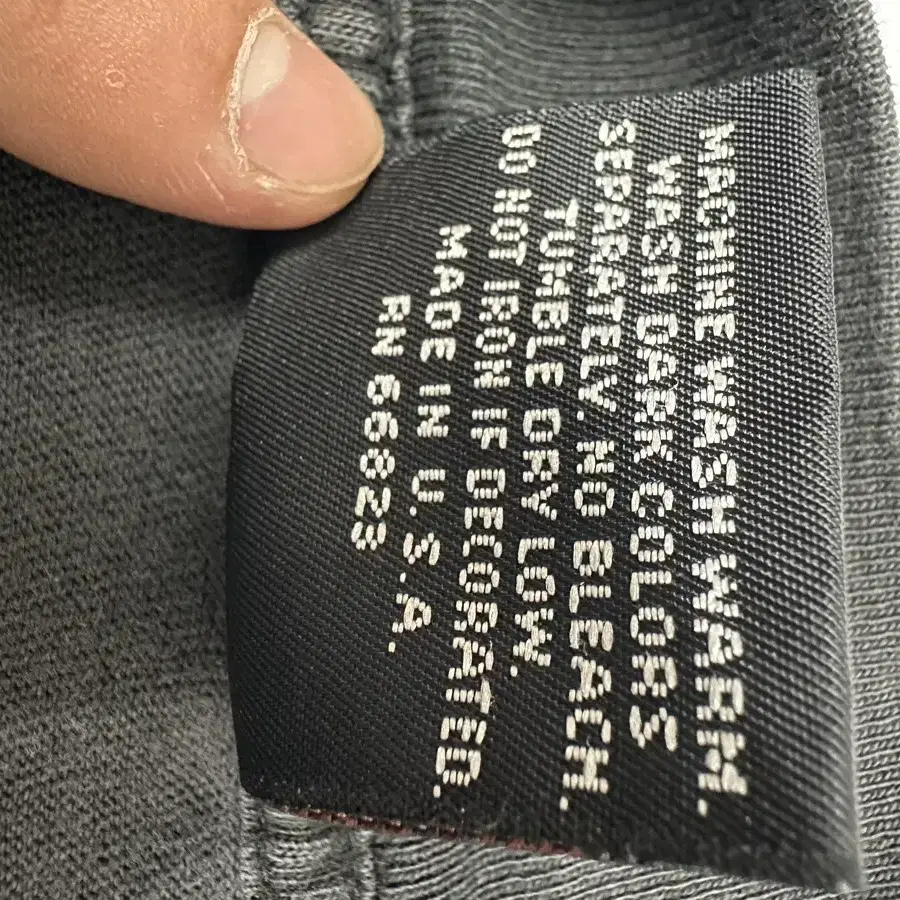 MACHINE WASH WARM.
WASH DARK COLORS
SEPARATELY. NO BLEACH.
TUMBLE DRY LOW.
DO NOT IRON IF DECORATED.
MADE IN U.S.A.
RN 66823